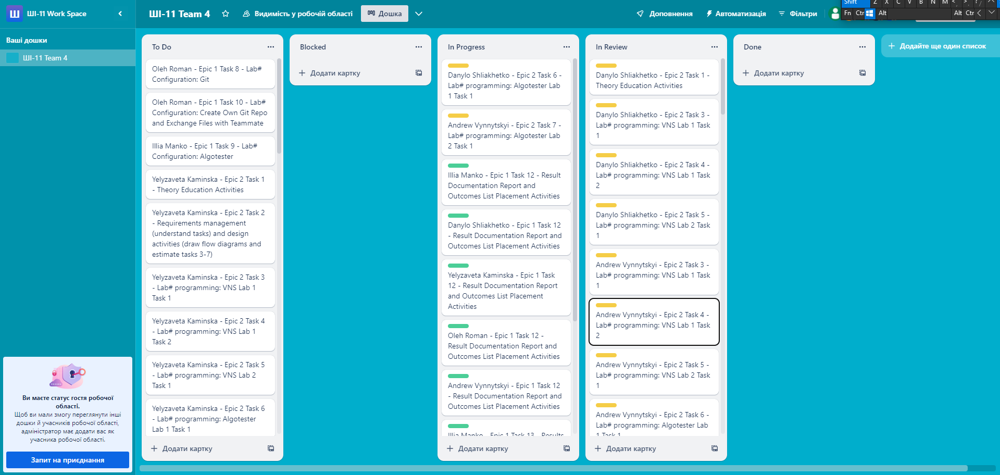 Ш
ШІ-11 Work Space
Ваші дошки
ШІ-11 Team 4
Ви маєте статус гостя робочої
області.
Щоб ви мали змогу переглянути інші
дошки й учасників робочої області,
адміністратор має додати вас як
учасника робочої області.
Запит на приєднання
ШІ-11 Team 4
Видимість у робочій області
Дошка
Доповнення
Автоматизація
Фільтри
Shift
Z
X
C
V
B
N
M
Fn
Ctr
Alt
Alt
Ctr
To Do
Oleh Roman - Epic 1 Task 8 - Lab#
Configuration: Git
Oleh Roman - Epic 1 Task 10 - Lab#
Configuration: Create Own Git Repo
and Exchange Files with Teammate
Illia Manko - Epic 1 Task 9 - Lab#
Configuration: Algotester
Yelyzaveta Kaminska - Epic 2 Task 1
- Theory Education Activities
Yelyzaveta Kaminska - Epic 2 Task 2
- Requirements management
(understand tasks) and design
activities (draw flow diagrams and
estimate tasks 3-7)
Yelyzaveta Kaminska - Epic 2 Task 3
- Lab# programming: VNS Lab 1
Task 1
Yelyzaveta Kaminska - Epic 2 Task 4
- Lab# programming: VNS Lab 1
Task 2
Yelyzaveta Kaminska - Epic 2 Task 5
- Lab# programming: VNS Lab 2
Task 1
Yelyzaveta Kaminska - Epic 2 Task 6
- Lab# programming: Algotester
Lab 1 Task 1
Додати картку
Blocked
Додати картку
In Progress
Danylo Shliakhetko - Epic 2 Task 6 -
Lab# programming: Algotester Lab
1 Task 1
Andrew Vynnytskyi - Epic 2 Task 7 -
Lab# programming: Algotester Lab
2 Task 1
Illia Manko - Epic 1 Task 12 - Result
Documentation Report and
Outcomes List Placement Activities
Danylo Shliakhetko - Epic 1 Task 12
- Result Documentation Report and
Outcomes List Placement Activities
Yelyzaveta Kaminska - Epic 1 Task
12 - Result Documentation Report
and Outcomes List Placement
Activities
Oleh Roman - Epic 1 Task 12 -
Result Documentation Report and
Outcomes List Placement Activities
Andrew Vynnytskyi - Epic 1 Task 12
- Result Documentation Report and
Outcomes List Placement Activities
Illia Manko - Epic 1 Task 13 - Results
Додати картку
In Review
Danylo Shliakhetko - Epic 2 Task 1 -
Theory Education Activities
Danylo Shliakhetko - Epic 2 Task 3 -
Lab# programming: VNS Lab 1 Task
1
Danylo Shliakhetko - Epic 2 Task 4 -
Lab# programming: VNS Lab 1 Task
2
Danylo Shliakhetko - Epic 2 Task 5 -
Lab# programming: VNS Lab 2 Task
1
Andrew Vynnytskyi - Epic 2 Task 3 -
Lab# programming: VNS Lab 1 Task
1
Andrew Vynnytskyi - Epic 2 Task 4 -
Lab# programming: VNS Lab 1 Task
2
Andrew Vynnytskyi - Epic 2 Task 5 -
Lab# programming: VNS Lab 2 Task
1
Andrew Vynnytskyi - Epic 2 Task 6 -
Lab# programming: Algotester Lab
1 Task 1
Додати картку
Done
Додати картку
Додайте ще один список